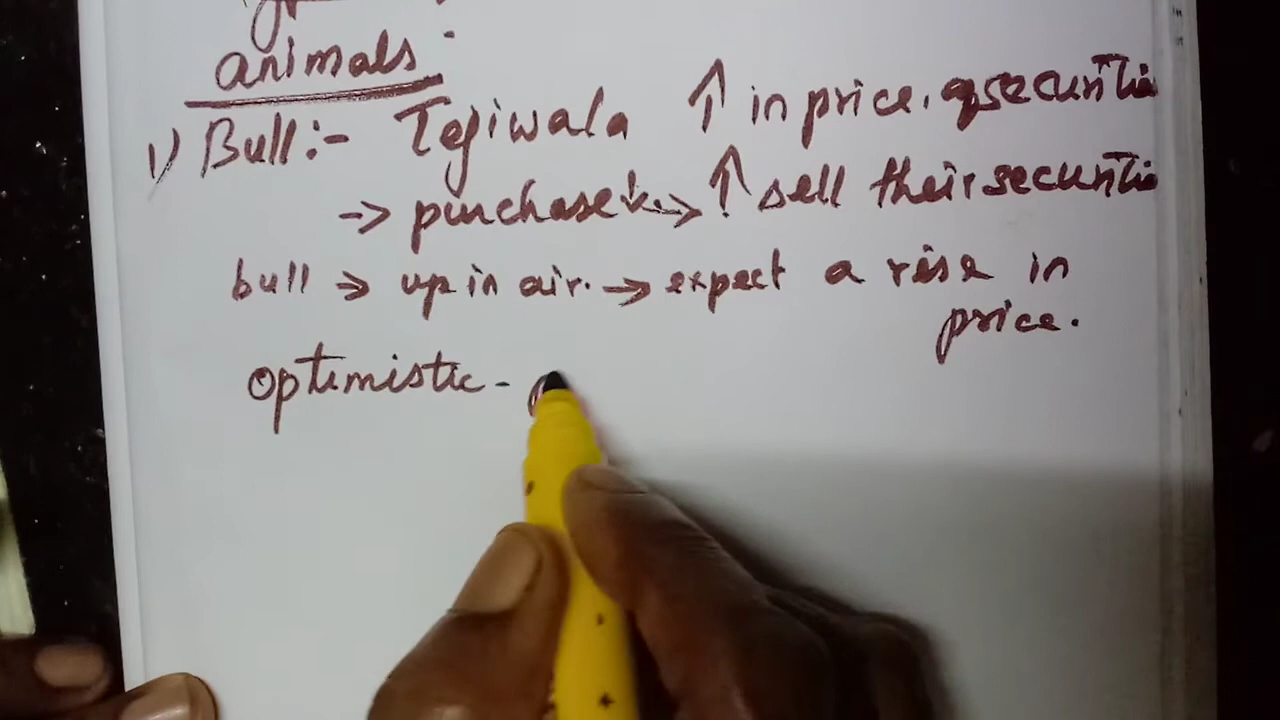 animals
1) Bull:- Tejiwala ↑ in price. of securities
-> purchase -> ↑ sell their securities
bull => up in air. -> expect a rise in
price.
Optimistic -